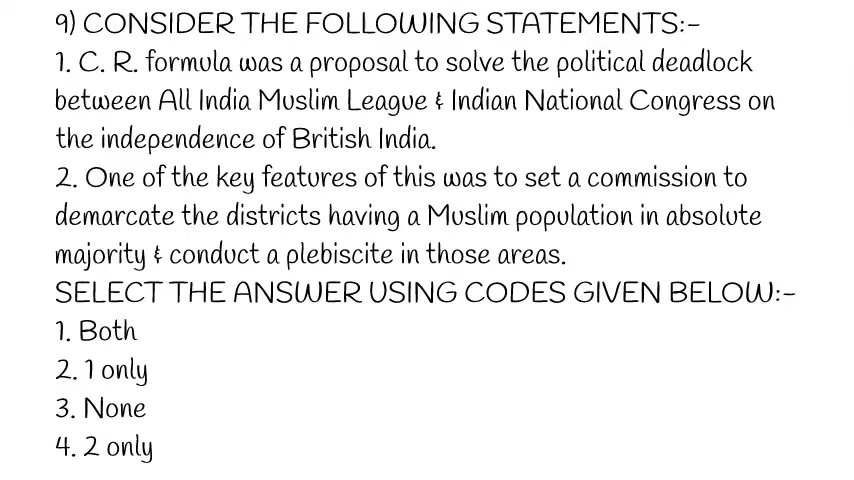 9) CONSIDER THE FOLLOWING STATEMENTS:-
1. C. R. formula was a proposal to solve the political deadlock
between All India Muslim League & Indian National Congress on
the independence of British India.
2. One of the key features of this was to set a commission to
demarcate the districts having a Muslim population in absolute
majority & conduct a plebiscite in those areas.
SELECT THE ANSWER USING CODES GIVEN BELOW:-
1. Both
2. 1 only
3. None
4. 2 only